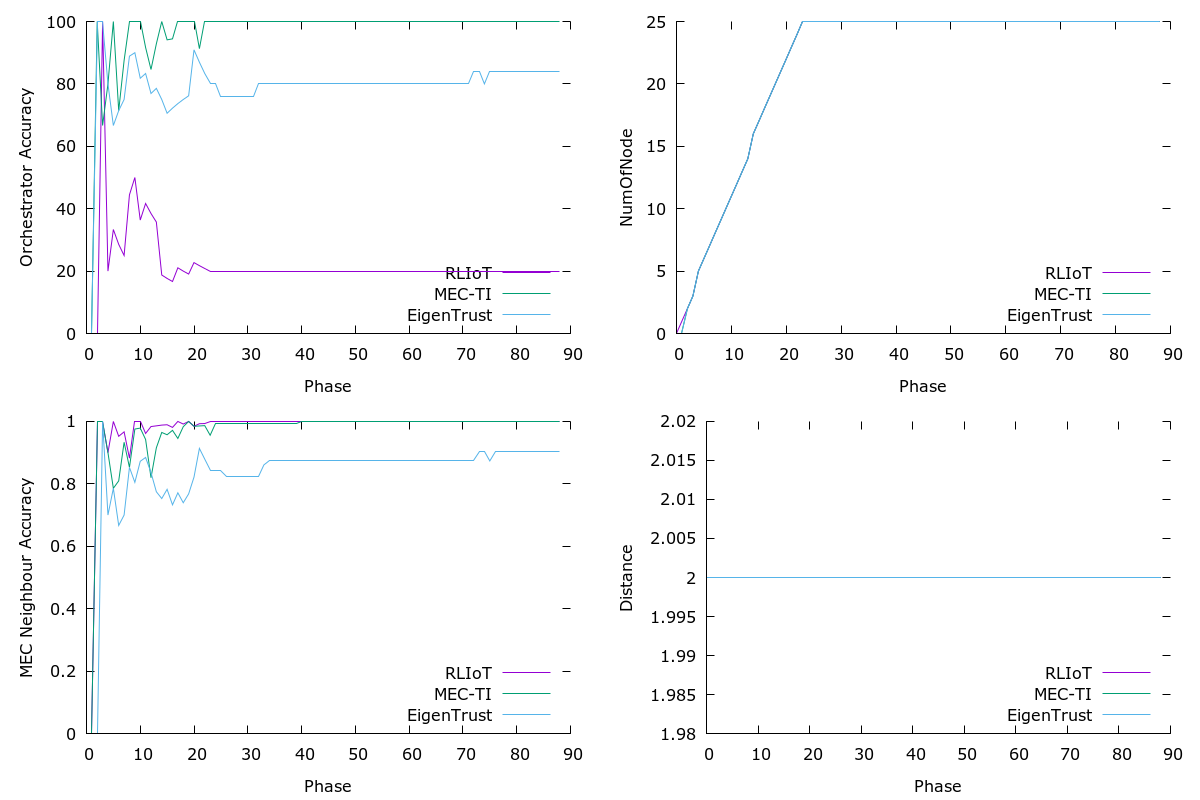 Orchestrator Accuracy
100
80
60
40
20
0
0 10 20 30 40 50 60 70 80 90
Phase
RLIoT
MEC-TI
EigenTrust
NumOfNode
25
20
15
10
5
0
0 10 20 30 40 50 60 70 80 90
Phase
RLIoT
MEC-TI
EigenTrust
MEC Neighbour Accuracy
1
0.8
0.6
0.4
0.2
0
0 10 20 30 40 50 60 70 80 90
Phase
RLIoT
MEC-TI
EigenTrust
Distance
2.02
2.015
2.01
2.005
2
1.995
1.99
1.985
1.98
0 10 20 30 40 50 60 70 80 90
Phase
RLIoT
MEC-TI
EigenTrust